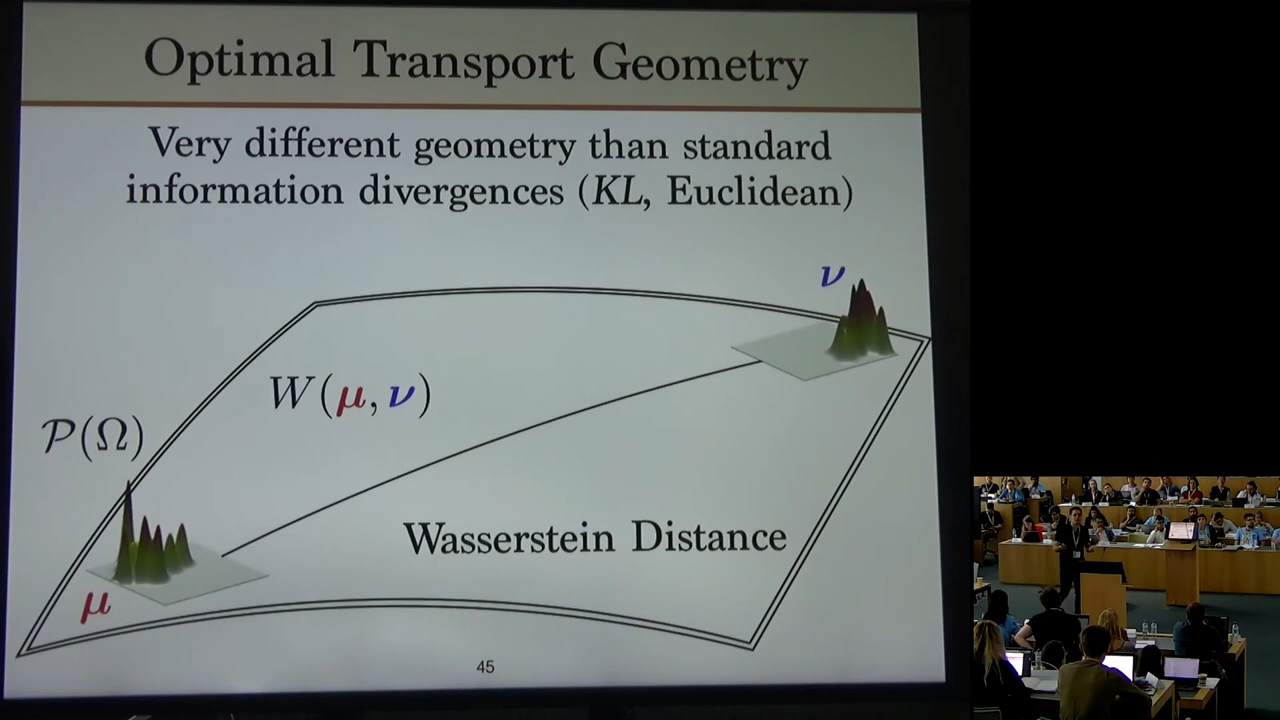 Optimal Transport Geometry
Very different geometry than standard
information divergences (KL, Euclidean)
ν
W(μ, ν)
𝒫(Ω)
Wasserstein Distance
μ
45